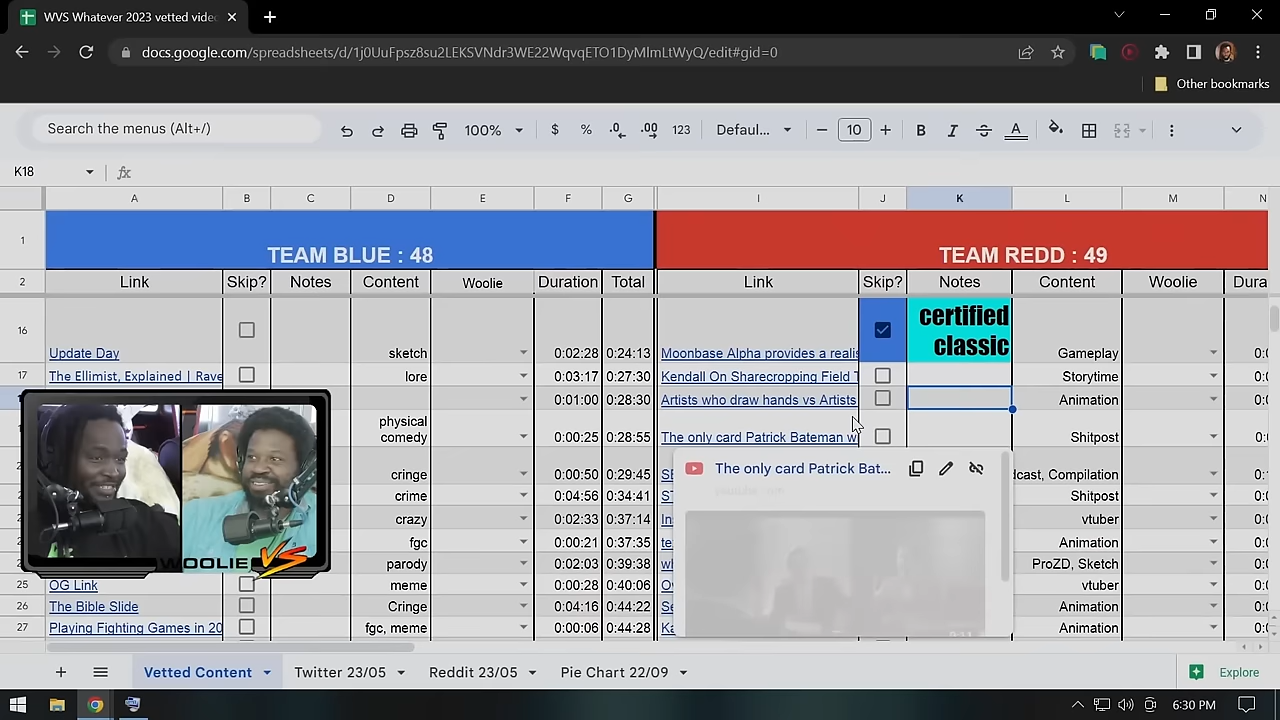 WVS Whatever 2023 vetted vide
docs.google.com/spreadsheets/d/1j0UuFpsz8su2LEKSVNdr3WE22WqvqETO1DyMlmLtWyQ/edit#gid=0
Other bookmarks
Search the menus (Alt+/)
100% $ % .0 .00 123 Defaul... 10 B I S A
K18 fx
A B C D E F G I J K L M N
1 TEAM BLUE : 48 TEAM REDD : 49
2 Link Skip? Notes Content Woolie Duration Total Link Skip? Notes Content Woolie Dura
16 Update Day sketch 0:02:28 0:24:13 Moonbase Alpha provides a realis certified classic Gameplay
17 The Ellimist, Explained | Rave lore 0:03:17 0:27:30 Kendall On Sharecropping Field T Storytime
0:01:00 0:28:30 Artists who draw hands vs Artists Animation
physical comedy 0:00:25 0:28:55 The only card Patrick Bateman w Shitpost
cringe 0:00:50 0:29:45 dcast, Compilation
The only card Patrick Bat...
crime 0:04:56 0:34:41 Shitpost
crazy 0:02:33 0:37:14 vtuber
fgc 0:00:21 0:37:35 Animation
parody 0:02:03 0:39:38 ProZD, Sketch
WOOLIE VS
25 OG Link meme 0:00:28 0:40:06 vtuber
26 The Bible Slide Cringe 0:04:16 0:44:22 Animation
27 Playing Fighting Games in 20 fgc, meme 0:00:06 0:44:28 Animation
Vetted Content Twitter 23/05 Reddit 23/05 Pie Chart 22/09 Explore
6:30 PM